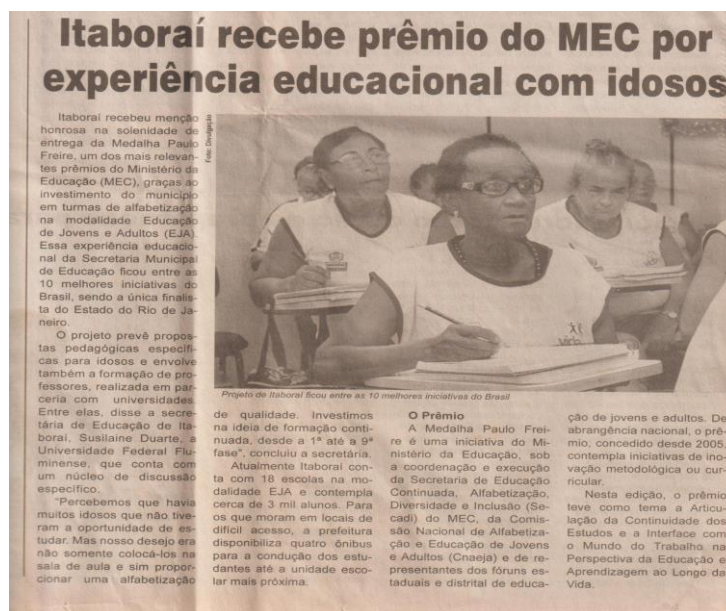 Itaboraí recebe prêmio do MEC por
experiência educacional com idosos
Itaboraí recebeu menção
honrosa na solenidade de
entrega da Medalha Paulo
Freire, um dos mais relevan-
tes prêmios do Ministério da
Educação (MEC), graças ao
investimento do município
em turmas de alfabetização
na modalidade Educação
de Jovens e Adultos (EJA).
Essa experiência educacio-
nal da Secretaria Municipal
de Educação ficou entre as
10 melhores iniciativas do
Brasil, sendo a única finalis-
ta do Estado do Rio de Ja-
neiro.
O projeto prevê propos-
tas pedagógicas específi-
cas para idosos e envolve
também a formação de pro-
fessores, realizada em par-
ceria com universidades.
Entre elas, disse a secre-
tária de Educação de Ita-
boraí, Susilaine Duarte, a
Universidade Federal Flu-
minense, que conta com
um núcleo de discussão
específico.
"Percebemos que havia
muitos idosos que não tive-
ram a oportunidade de es-
tudar. Mas nosso desejo era
não somente colocá-los na
sala de aula e sim propor-
cionar uma alfabetização
Foto: Divulgação
Projeto de Itaboraí ficou entre as 10 melhores iniciativas do Brasil
de qualidade. Investimos
na ideia de formação conti-
nuada, desde a 1ª até a 9ª
fase", concluiu a secretária.
Atualmente Itaboraí con-
ta com 18 escolas na mo-
dalidade EJA e contempla
cerca de 3 mil alunos. Para
os que moram em locais de
difícil acesso, a prefeitura
disponibiliza quatro ônibus
para a condução dos estu-
dantes até a unidade esco-
lar mais próxima.
O Prêmio
A Medalha Paulo Frei-
re é uma iniciativa do Mi-
nistério da Educação, sob
a coordenação e execução
da Secretaria de Educação
Continuada, Alfabetização,
Diversidade e Inclusão (Se-
cadi) do MEC, da Comis-
são Nacional de Alfabetiza-
ção e Educação de Jovens
e Adultos (Cnaeja) e de re-
presentantes dos fóruns es-
taduais e distrital de educa-
ção de jovens e adultos. De
abrangência nacional, o prê-
mio, concedido desde 2005,
contempla iniciativas de ino-
vação metodológica ou cur-
ricular.
Nesta edição, o prêmio
teve como tema a Articu-
lação da Continuidade dos
Estudos e a Interface com
o Mundo do Trabalho na
Perspectiva da Educação e
Aprendizagem ao Longo da
Vida.